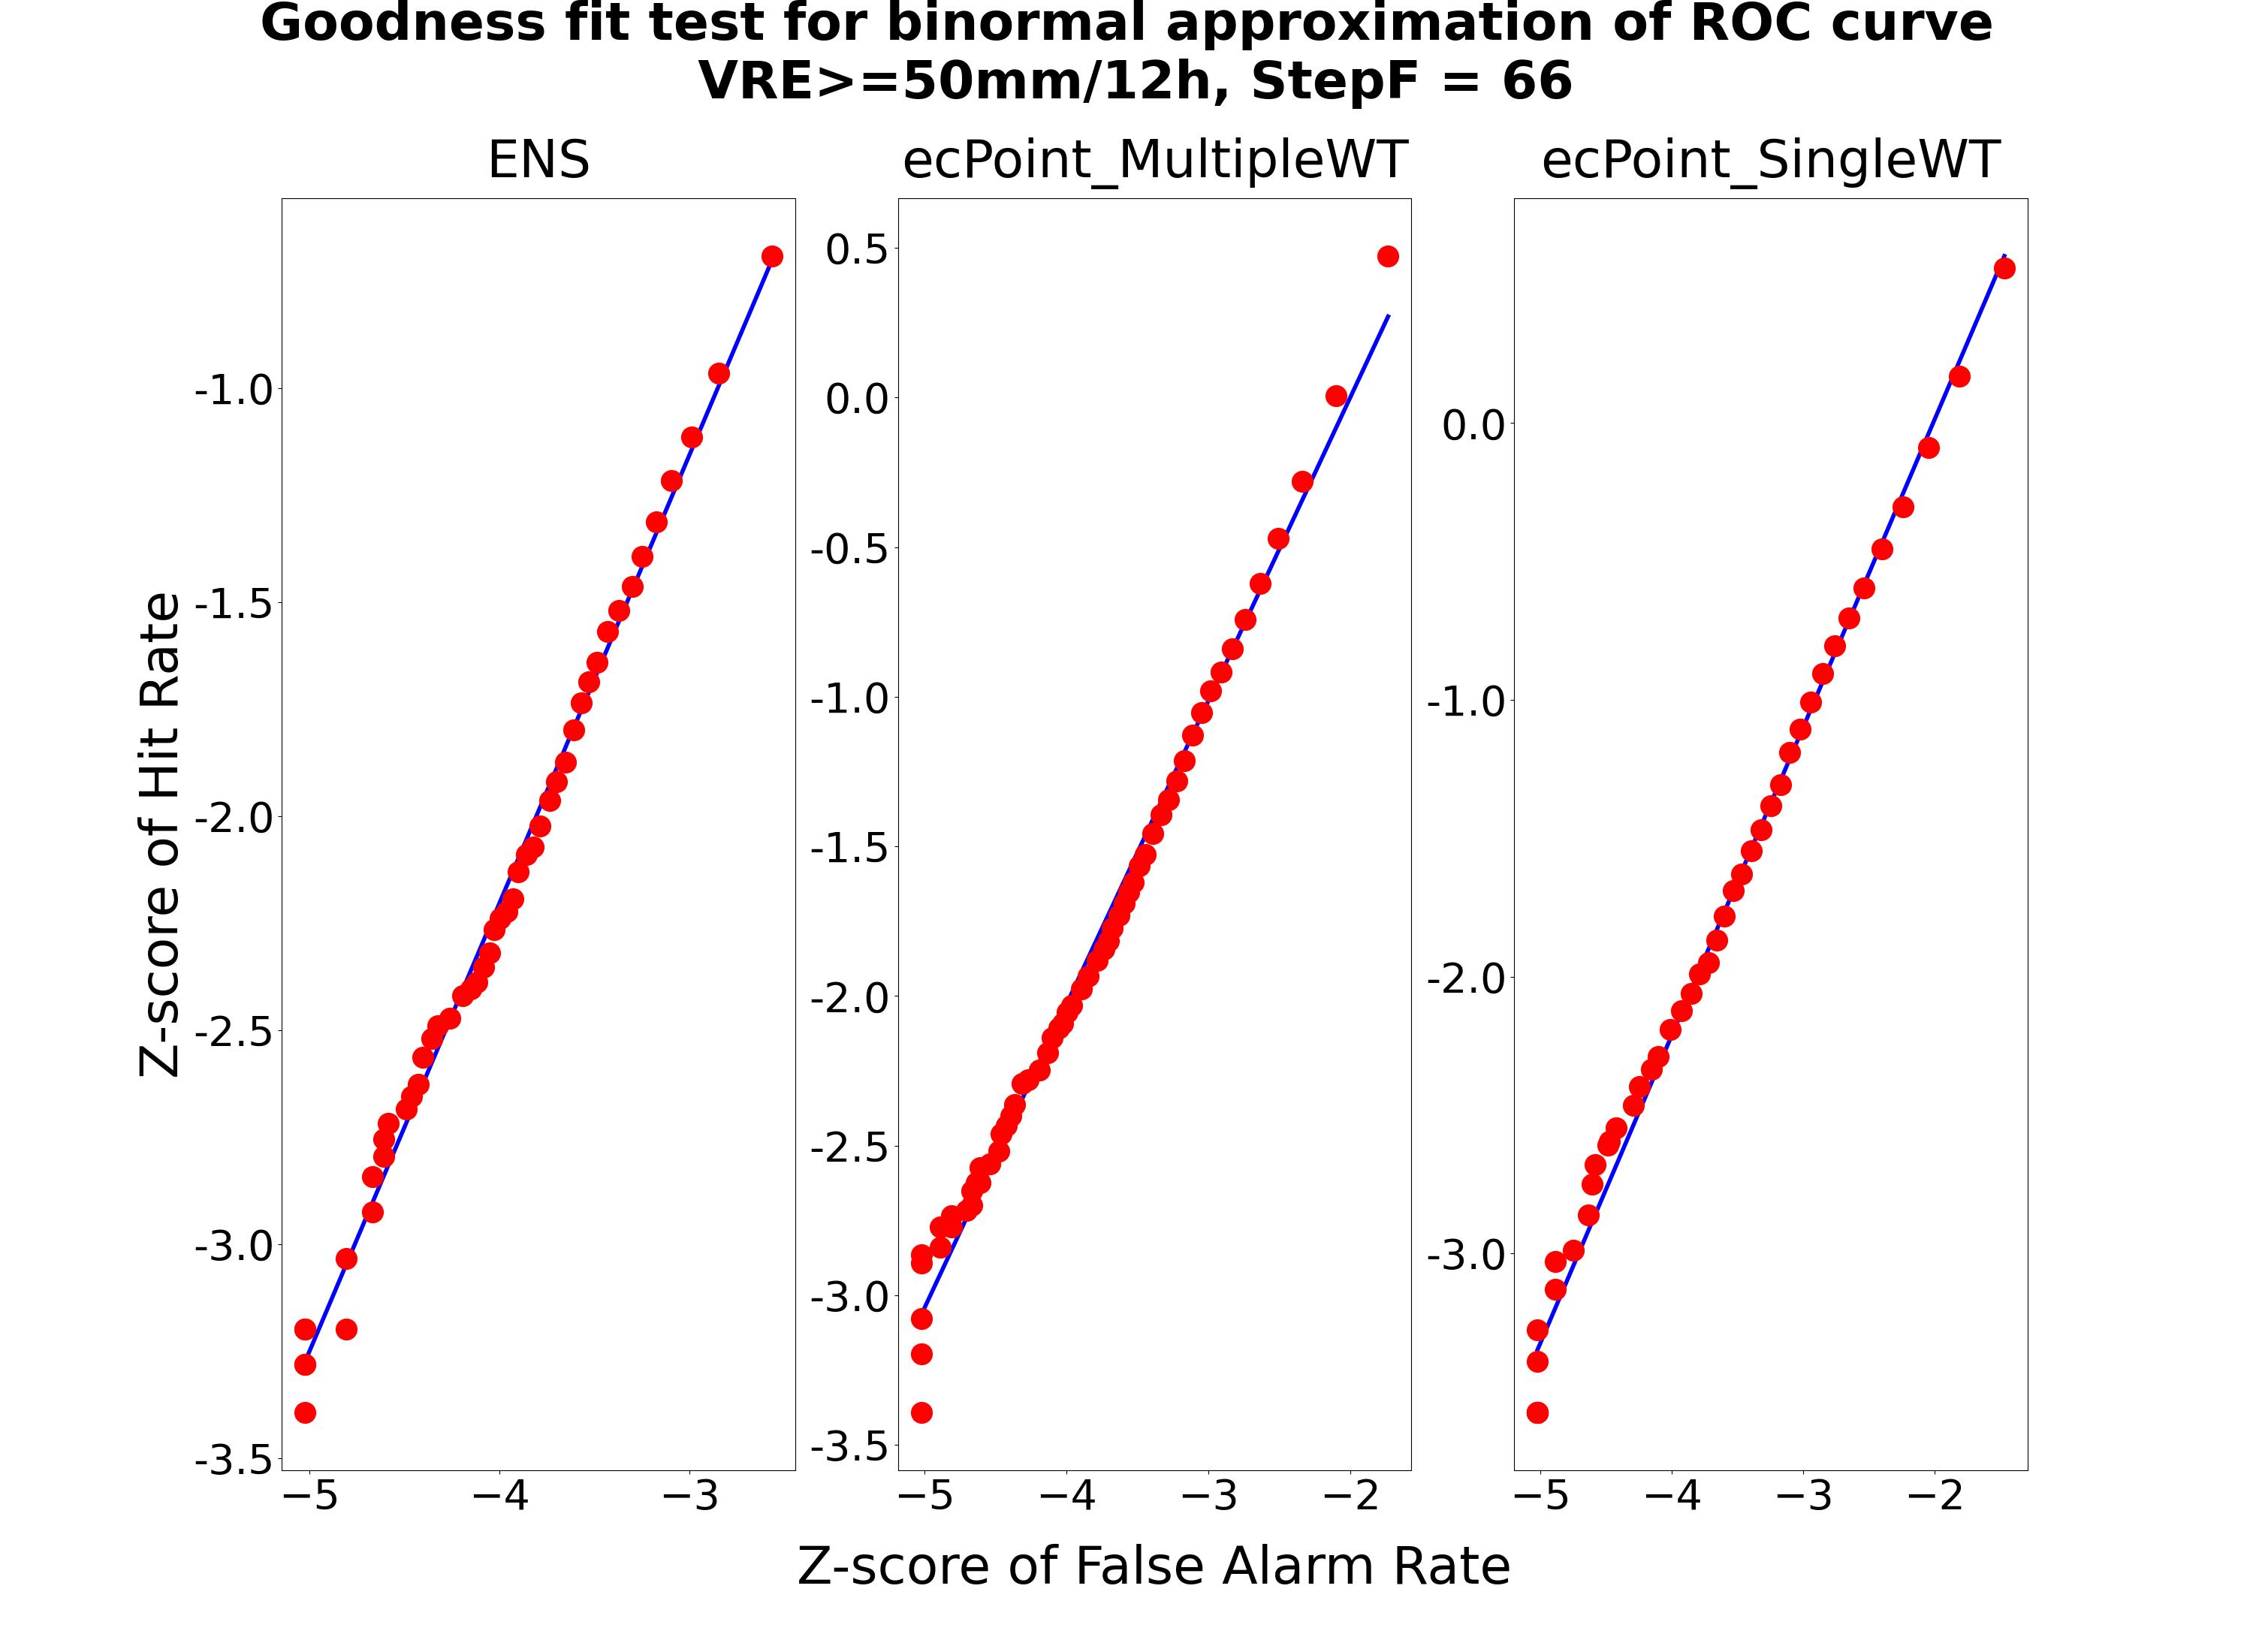 Goodness fit test for binormal approximation of ROC curve
VRE>=50mm/12h, StepF = 66
ENS
ecPoint_MultipleWT
ecPoint_SingleWT
Z-score of Hit Rate
-1.0
-1.5
-2.0
-2.5
-3.0
-3.5
0.5
0.0
-0.5
-1.0
-1.5
-2.0
-2.5
-3.0
-3.5
0.0
-1.0
-2.0
-3.0
−5 −4 −3
−5 −4 −3 −2
−5 −4 −3 −2
Z-score of False Alarm Rate